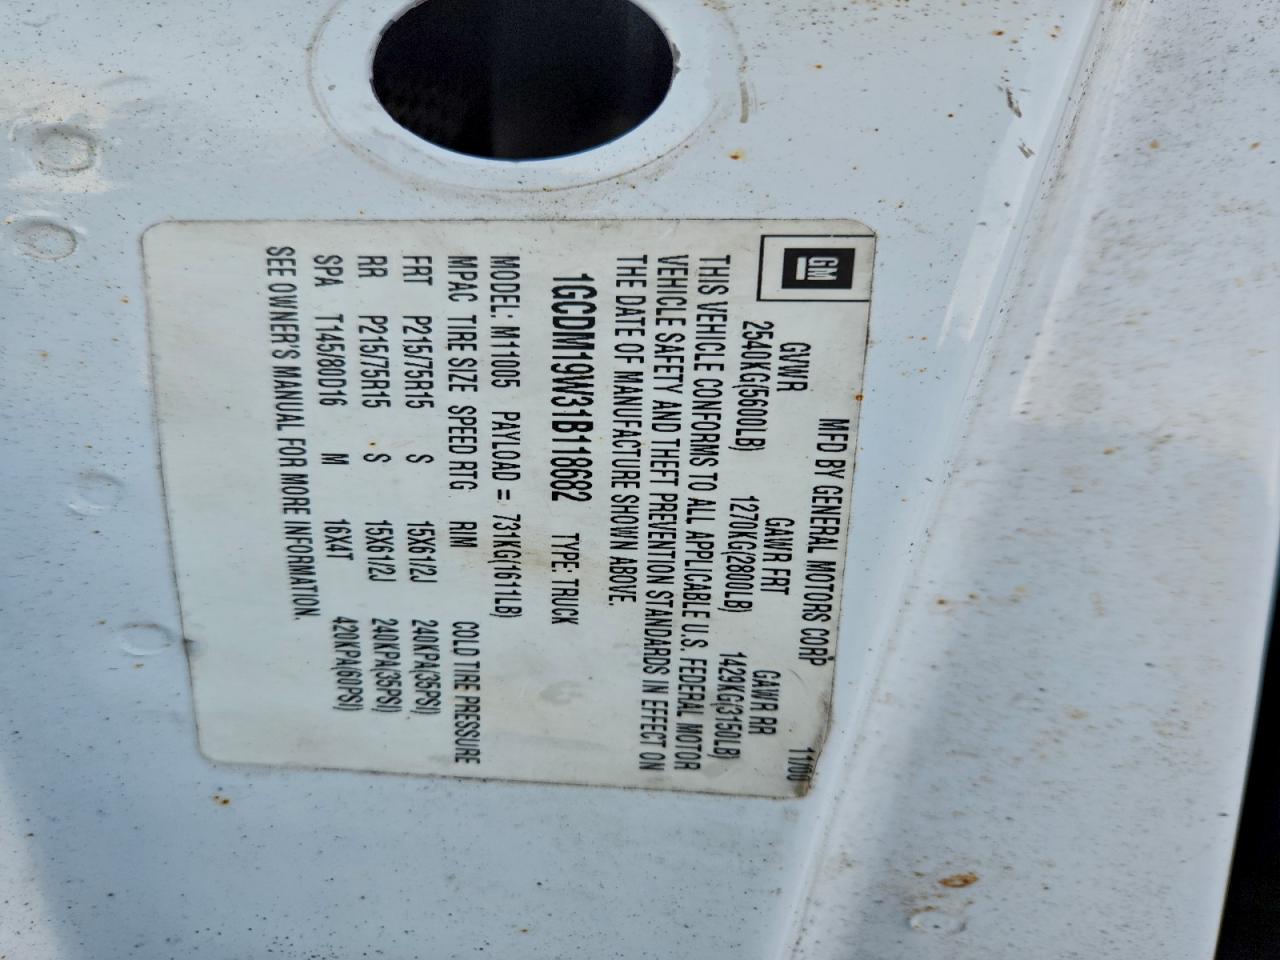 MFD BY GENERAL MOTORS CORP 11/00
GM
GVWR GAWR FRT GAWR RR
2540KG(5600LB) 1270KG(2800LB) 1429KG(3150LB)
THIS VEHICLE CONFORMS TO ALL APPLICABLE U.S. FEDERAL MOTOR
VEHICLE SAFETY AND THEFT PREVENTION STANDARDS IN EFFECT ON
THE DATE OF MANUFACTURE SHOWN ABOVE.
1GCDM19W31B118682 TYPE: TRUCK
MODEL: M11005 PAYLOAD = 731KG(1611LB)
MPAC TIRE SIZE SPEED RTG RIM COLD TIRE PRESSURE
FRT P215/75R15 S 15X61/2J 240KPA(35PSI)
RR P215/75R15 S 15X61/2J 240KPA(35PSI)
SPA T145/80D16 M 16X4T 420KPA(60PSI)
SEE OWNER'S MANUAL FOR MORE INFORMATION.